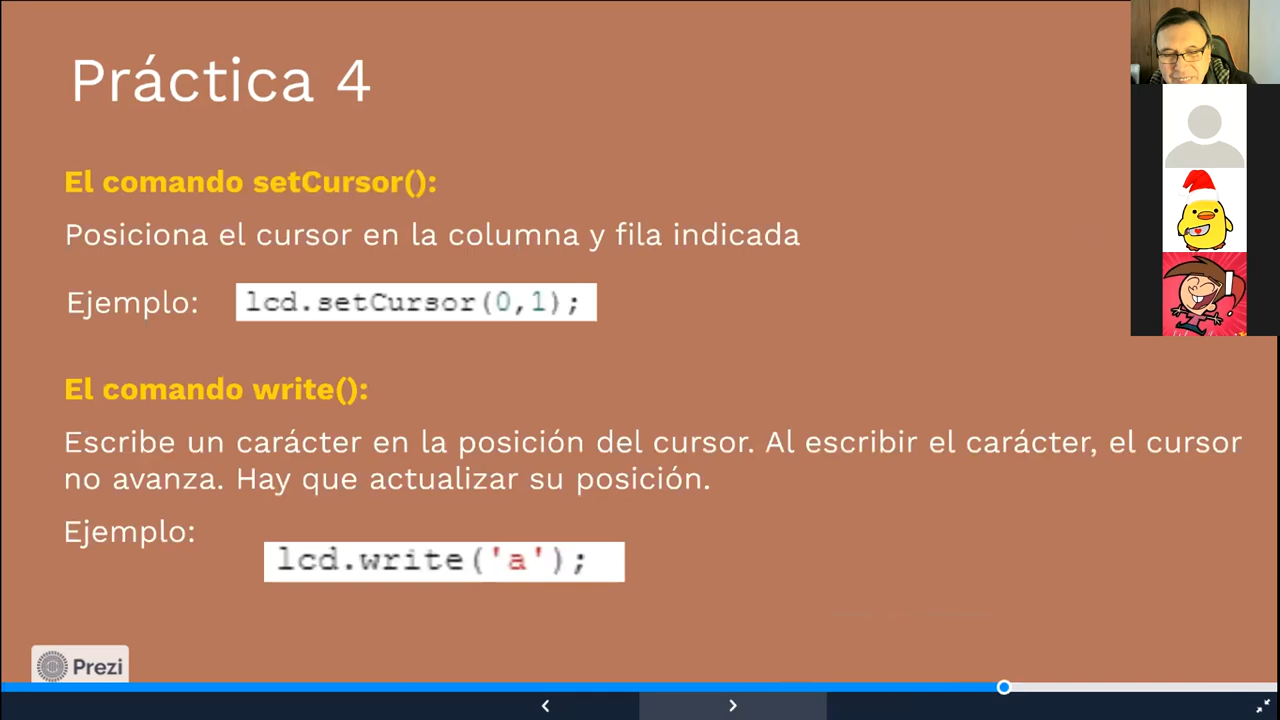 Práctica 4
El comando setCursor():
Posiciona el cursor en la columna y fila indicada
Ejemplo:
lcd.setCursor(0,1);
El comando write():
Escribe un carácter en la posición del cursor. Al escribir el carácter, el cursor
no avanza. Hay que actualizar su posición.
Ejemplo:
lcd.write('a');
Prezi